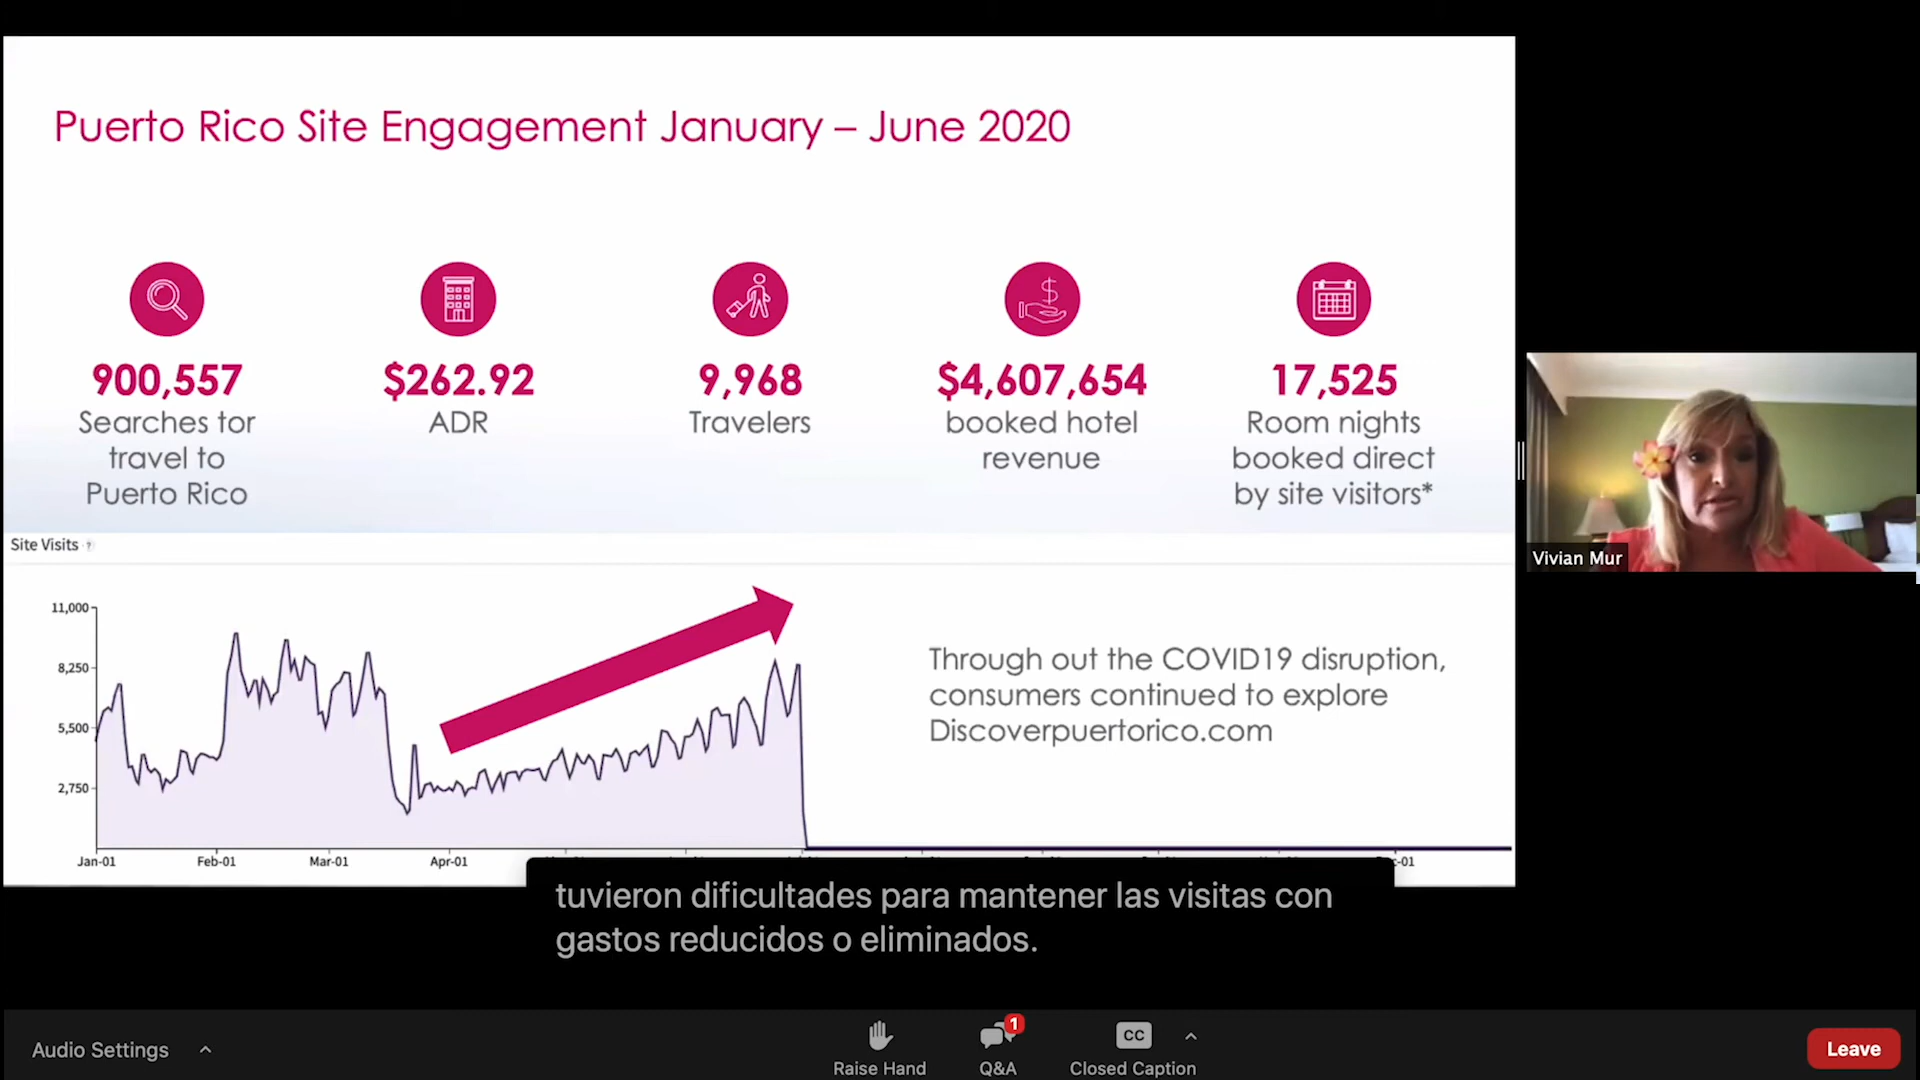 Puerto Rico Site Engagement January – June 2020
900,557
Searches for
travel to
Puerto Rico
$262.92
ADR
9,968
Travelers
$4,607,654
booked hotel
revenue
17,525
Room nights
booked direct
by site visitors*
Vivian Mur
Site Visits ?
11,000
8,250
5,500
2,750
Jan-01
Feb-01
Mar-01
Apr-01
c-01
Through out the COVID19 disruption,
consumers continued to explore
Discoverpuertorico.com
tuvieron dificultades para mantener las visitas con
gastos reducidos o eliminados.
Audio Settings
Raise Hand
1
Q&A
CC
Closed Caption
Leave